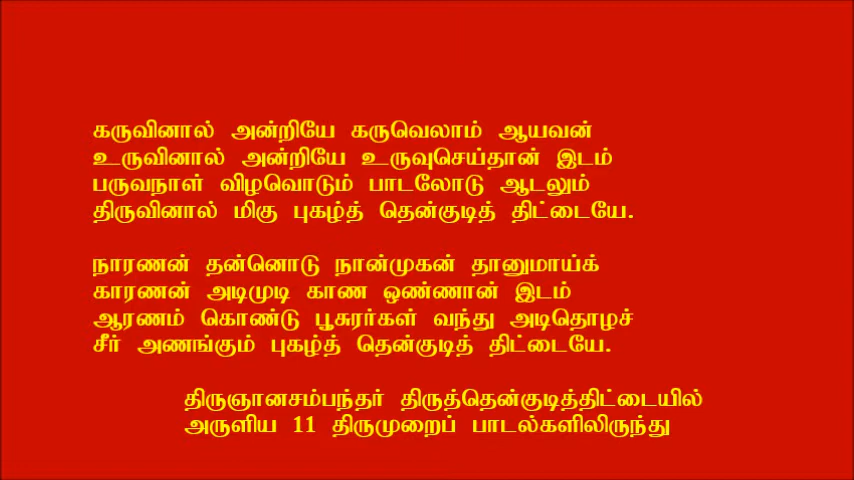 கருவினால் அன்றியே கருவெலாம் ஆயவன்
உருவினால் அன்றியே உருவுசெய்தான் இடம்
பருவநாள் விழவொடும் பாடலோடு ஆடலும்
திருவினால் மிகு புகழ்த் தென்குடித் திட்டையே.
நாரணன் தன்னொடு நான்முகன் தானுமாய்க்
காரணன் அடிமுடி காண ஒண்ணான் இடம்
ஆரணம் கொண்டு பூசுரர்கள் வந்து அடிதொழச்
சீர் அணங்கும் புகழ்த் தென்குடித் திட்டையே.
திருஞானசம்பந்தர் திருத்தென்குடித்திட்டையில்
அருளிய 11 திருமுறைப் பாடல்களிலிருந்து